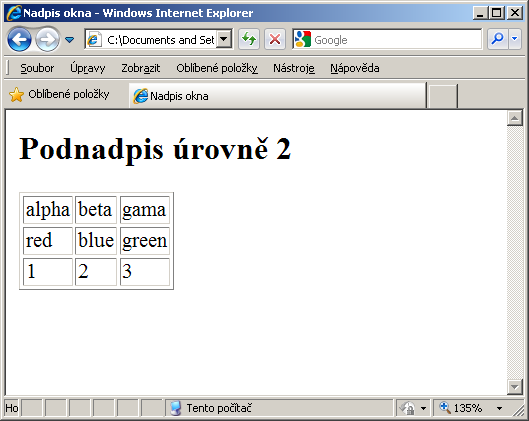 Nadpis okna - Windows Internet Explorer
C:\Documents and Set
Google
Soubor Úpravy Zobrazit Oblíbené položky Nástroje Nápověda
Oblíbené položky Nadpis okna
Podnadpis úrovně 2
alpha beta gama
red blue green
1 2 3
Ho Tento počítač 135%